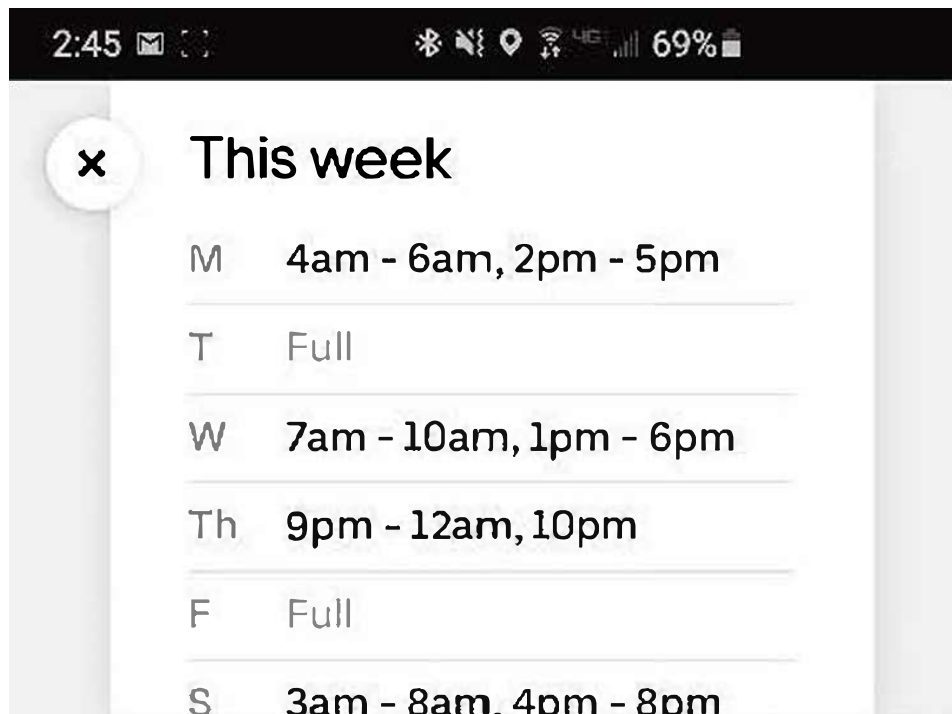 2:45 4G 69%
This week
M 4am - 6am, 2pm - 5pm
T Full
W 7am - 10am, 1pm - 6pm
Th 9pm - 12am, 10pm
F Full
S 3am - 8am, 4pm - 8pm